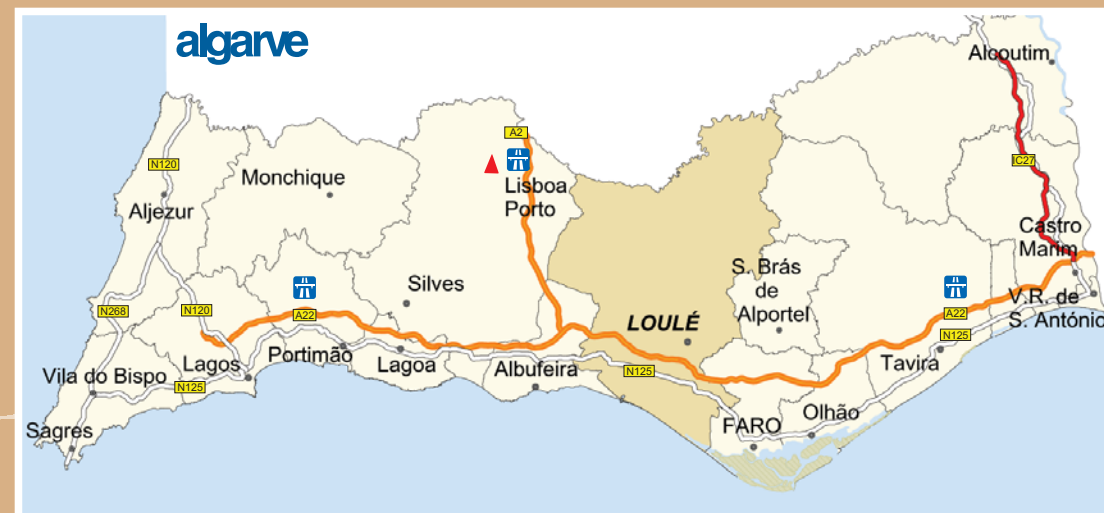 algarve
Alcoutim
A2
N120
IC27
Monchique
Lisboa
Porto
Aljezur
Castro
Marim
S. Brás
de
Alportel
Silves
V.R. de
S. António
N268
N120
A22
A22
LOULÉ
N125
Portimão
Lagos
Lagoa
Albufeira
Tavira
N125
Vila do Bispo
N125
Olhão
FARO
Sagres